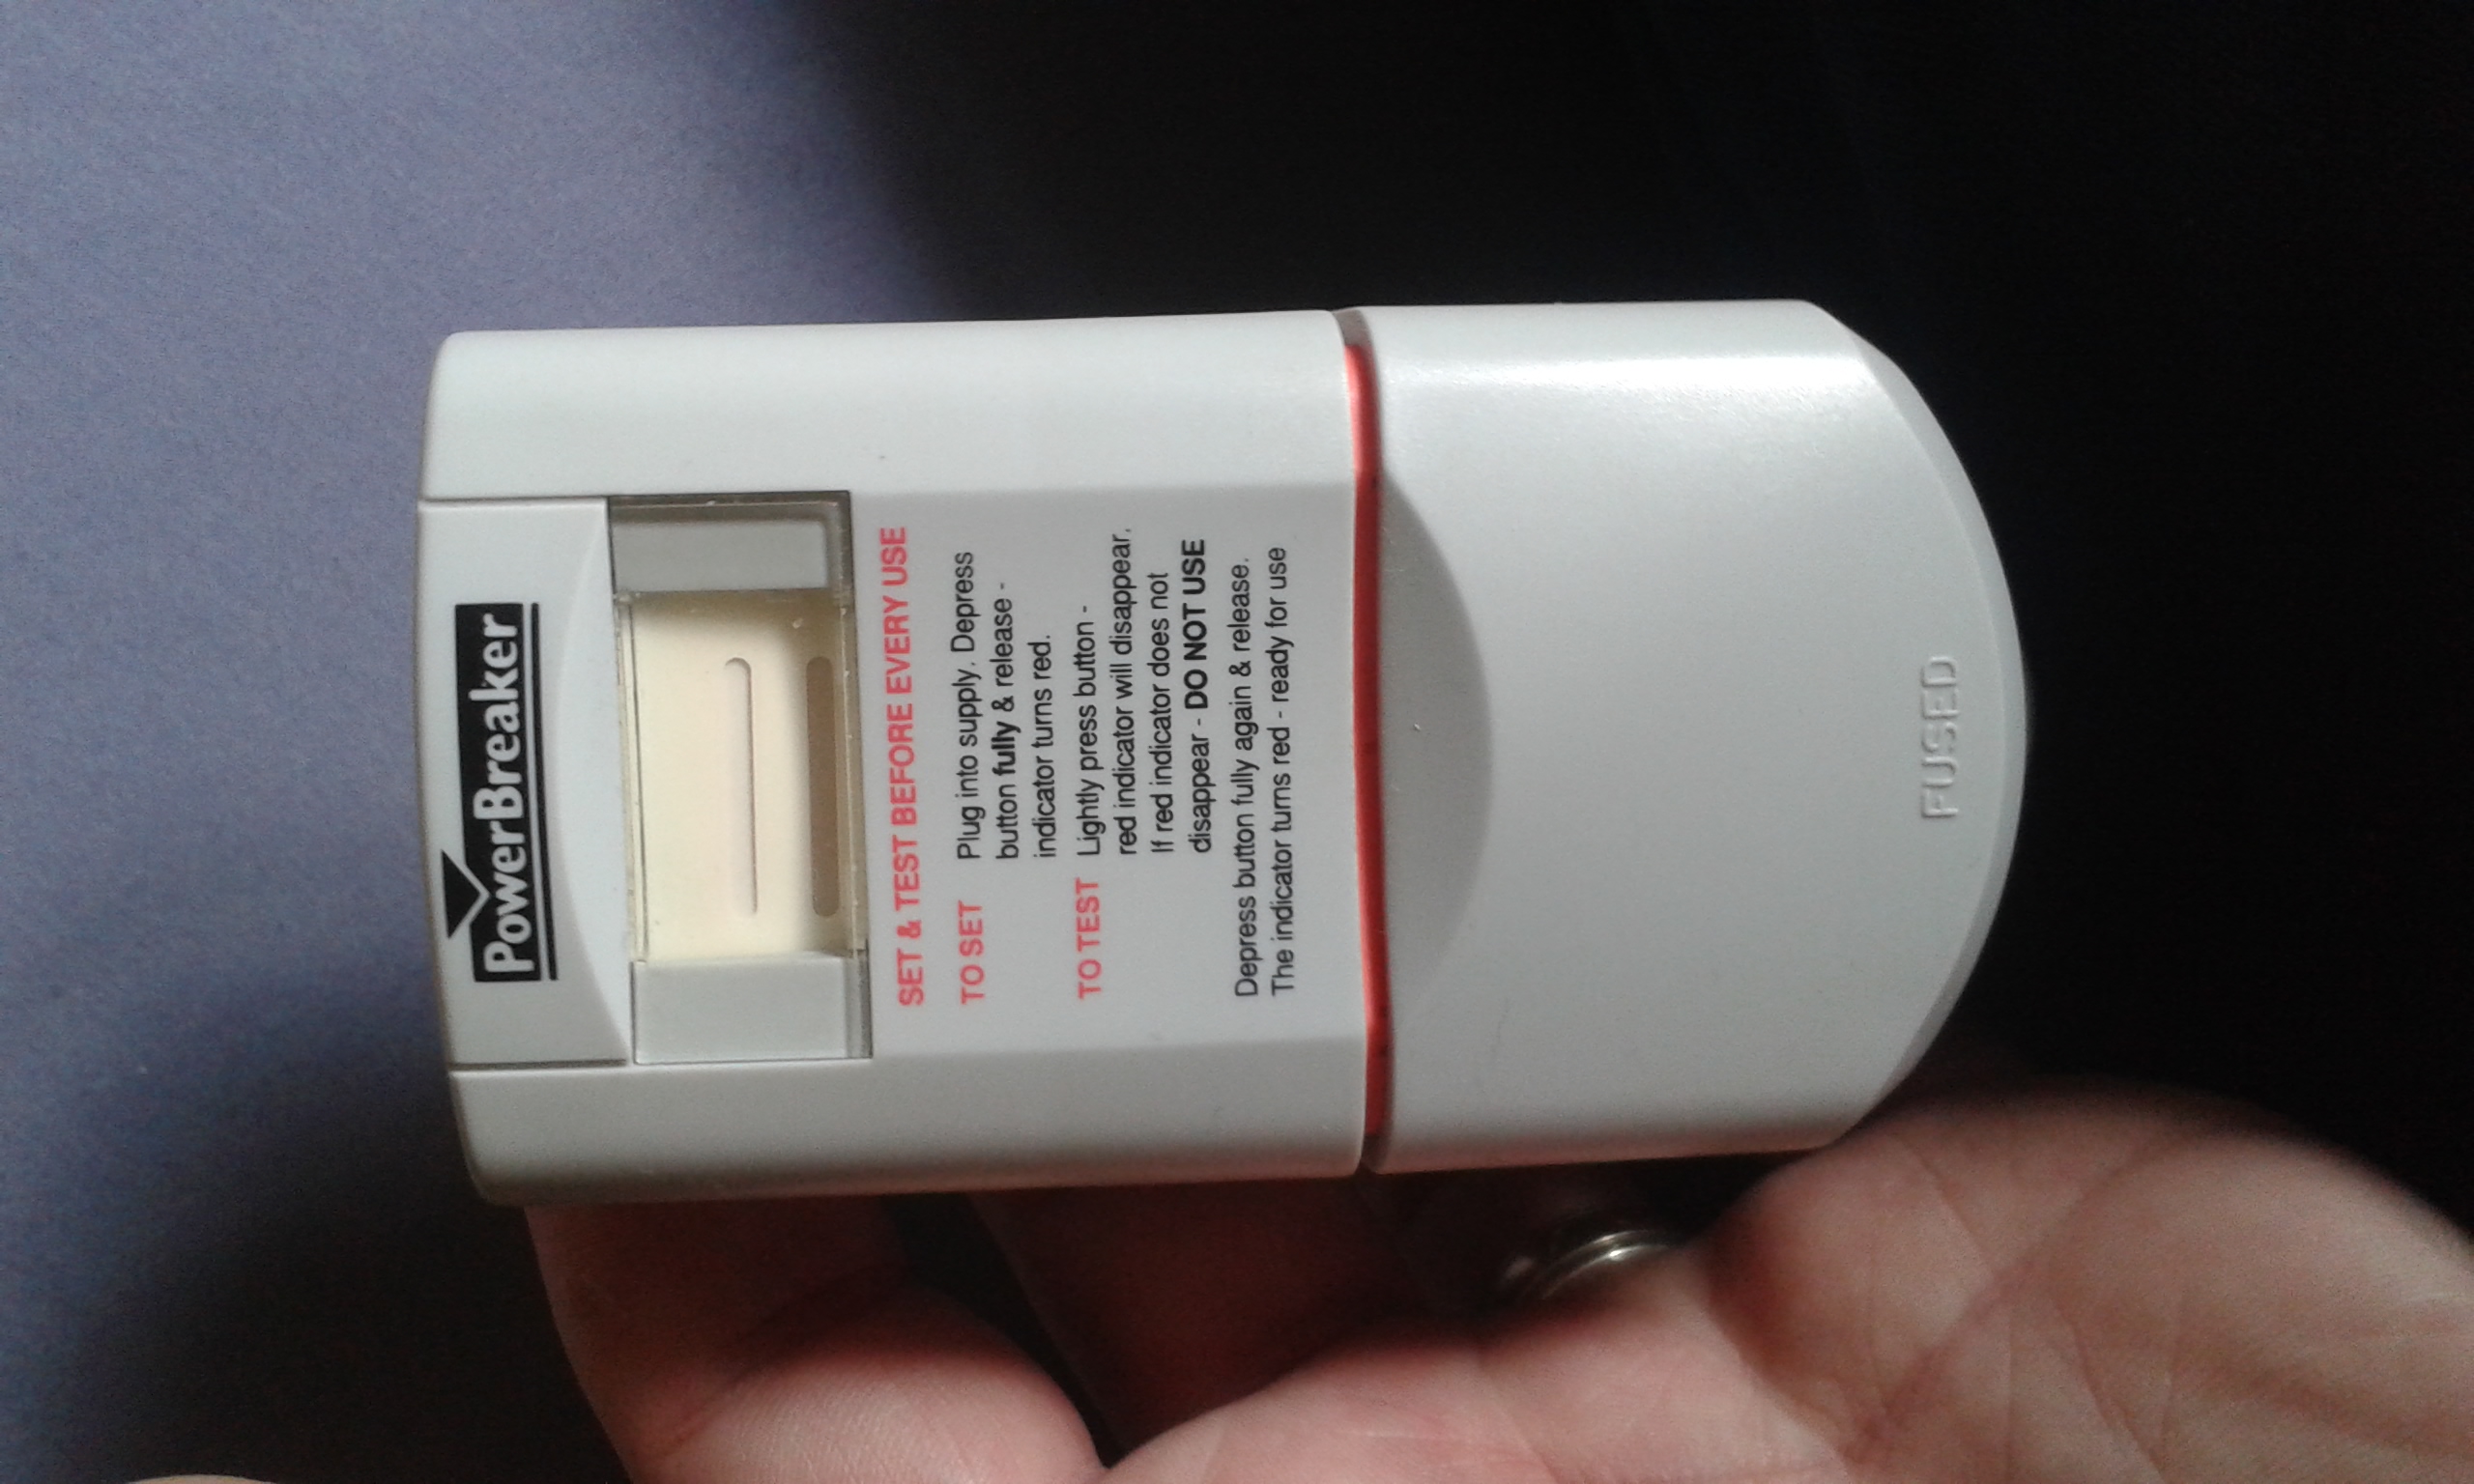 PowerBreaker
SET & TEST BEFORE EVERY USE
TO SET Plug into supply. Depress
button fully & release -
indicator turns red.
TO TEST Lightly press button -
red indicator will disappear.
If red indicator does not
disappear - DO NOT USE
Depress button fully again & release.
The indicator turns red - ready for use
FUSED